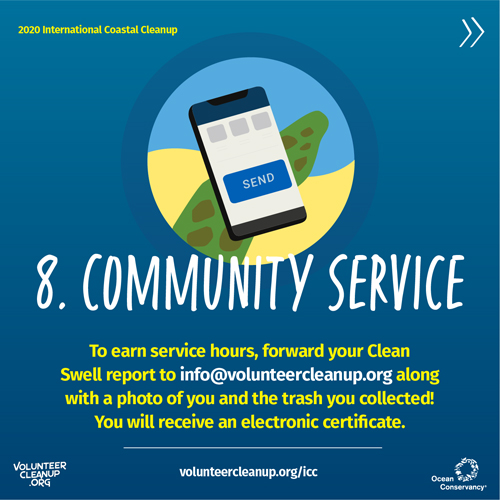 2020 International Coastal Cleanup
SEND
8. COMMUNITY SERVICE
To earn service hours, forward your Clean
Swell report to info@volunteercleanup.org along
with a photo of you and the trash you collected!
You will receive an electronic certificate.
VOLUNTEER
CLEANUP
.ORG
volunteercleanup.org/icc
Ocean
Conservancy